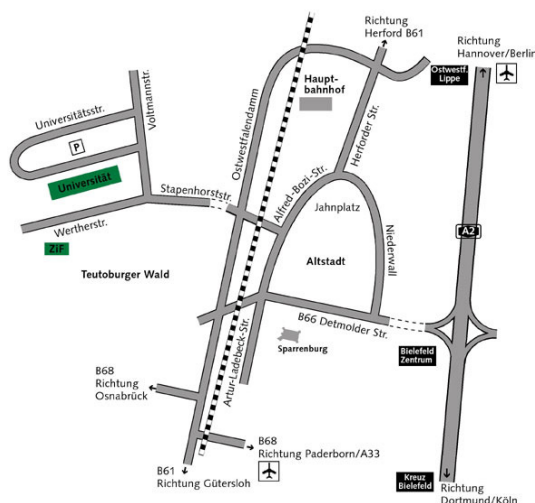 Richtung
Herford B61
Richtung
Hannover/Berlin
Ostwestf.
Lippe
Haupt-
bahnhof
Voltmannstr.
Universitätsstr.
P
Ostwestfalendamm
Herforder Str.
Universität
Stapenhorststr.
Alfred-Bozi-Str.
Jahnplatz
Wertherstr.
ZiF
Niederwall
A2
Teutoburger Wald
Altstadt
B66 Detmolder Str.
Sparrenburg
Bielefeld
Zentrum
Artur-Ladebeck-Str.
B68
Richtung
Osnabrück
B68
Richtung Paderborn/A33
B61
Richtung Gütersloh
Kreuz
Bielefeld
Richtung
Dortmund/Köln